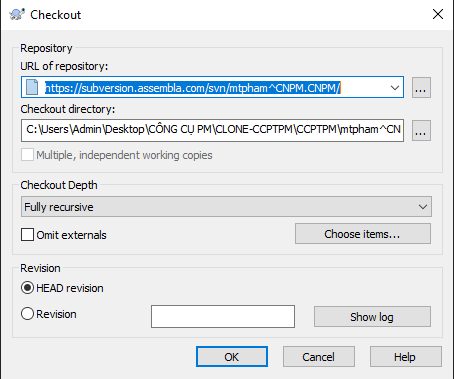 Checkout
Repository
URL of repository:
https://subversion.assembla.com/svn/mtpham^CNPM.CNPM/
...
Checkout directory:
C:\Users\Admin\Desktop\CÔNG CỤ PM\CLONE-CCPTPM\CCPTPM\mtpham^CN
...
Multiple, independent working copies
Checkout Depth
Fully recursive
Omit externals
Choose items...
Revision
HEAD revision
Revision
Show log
OK
Cancel
Help